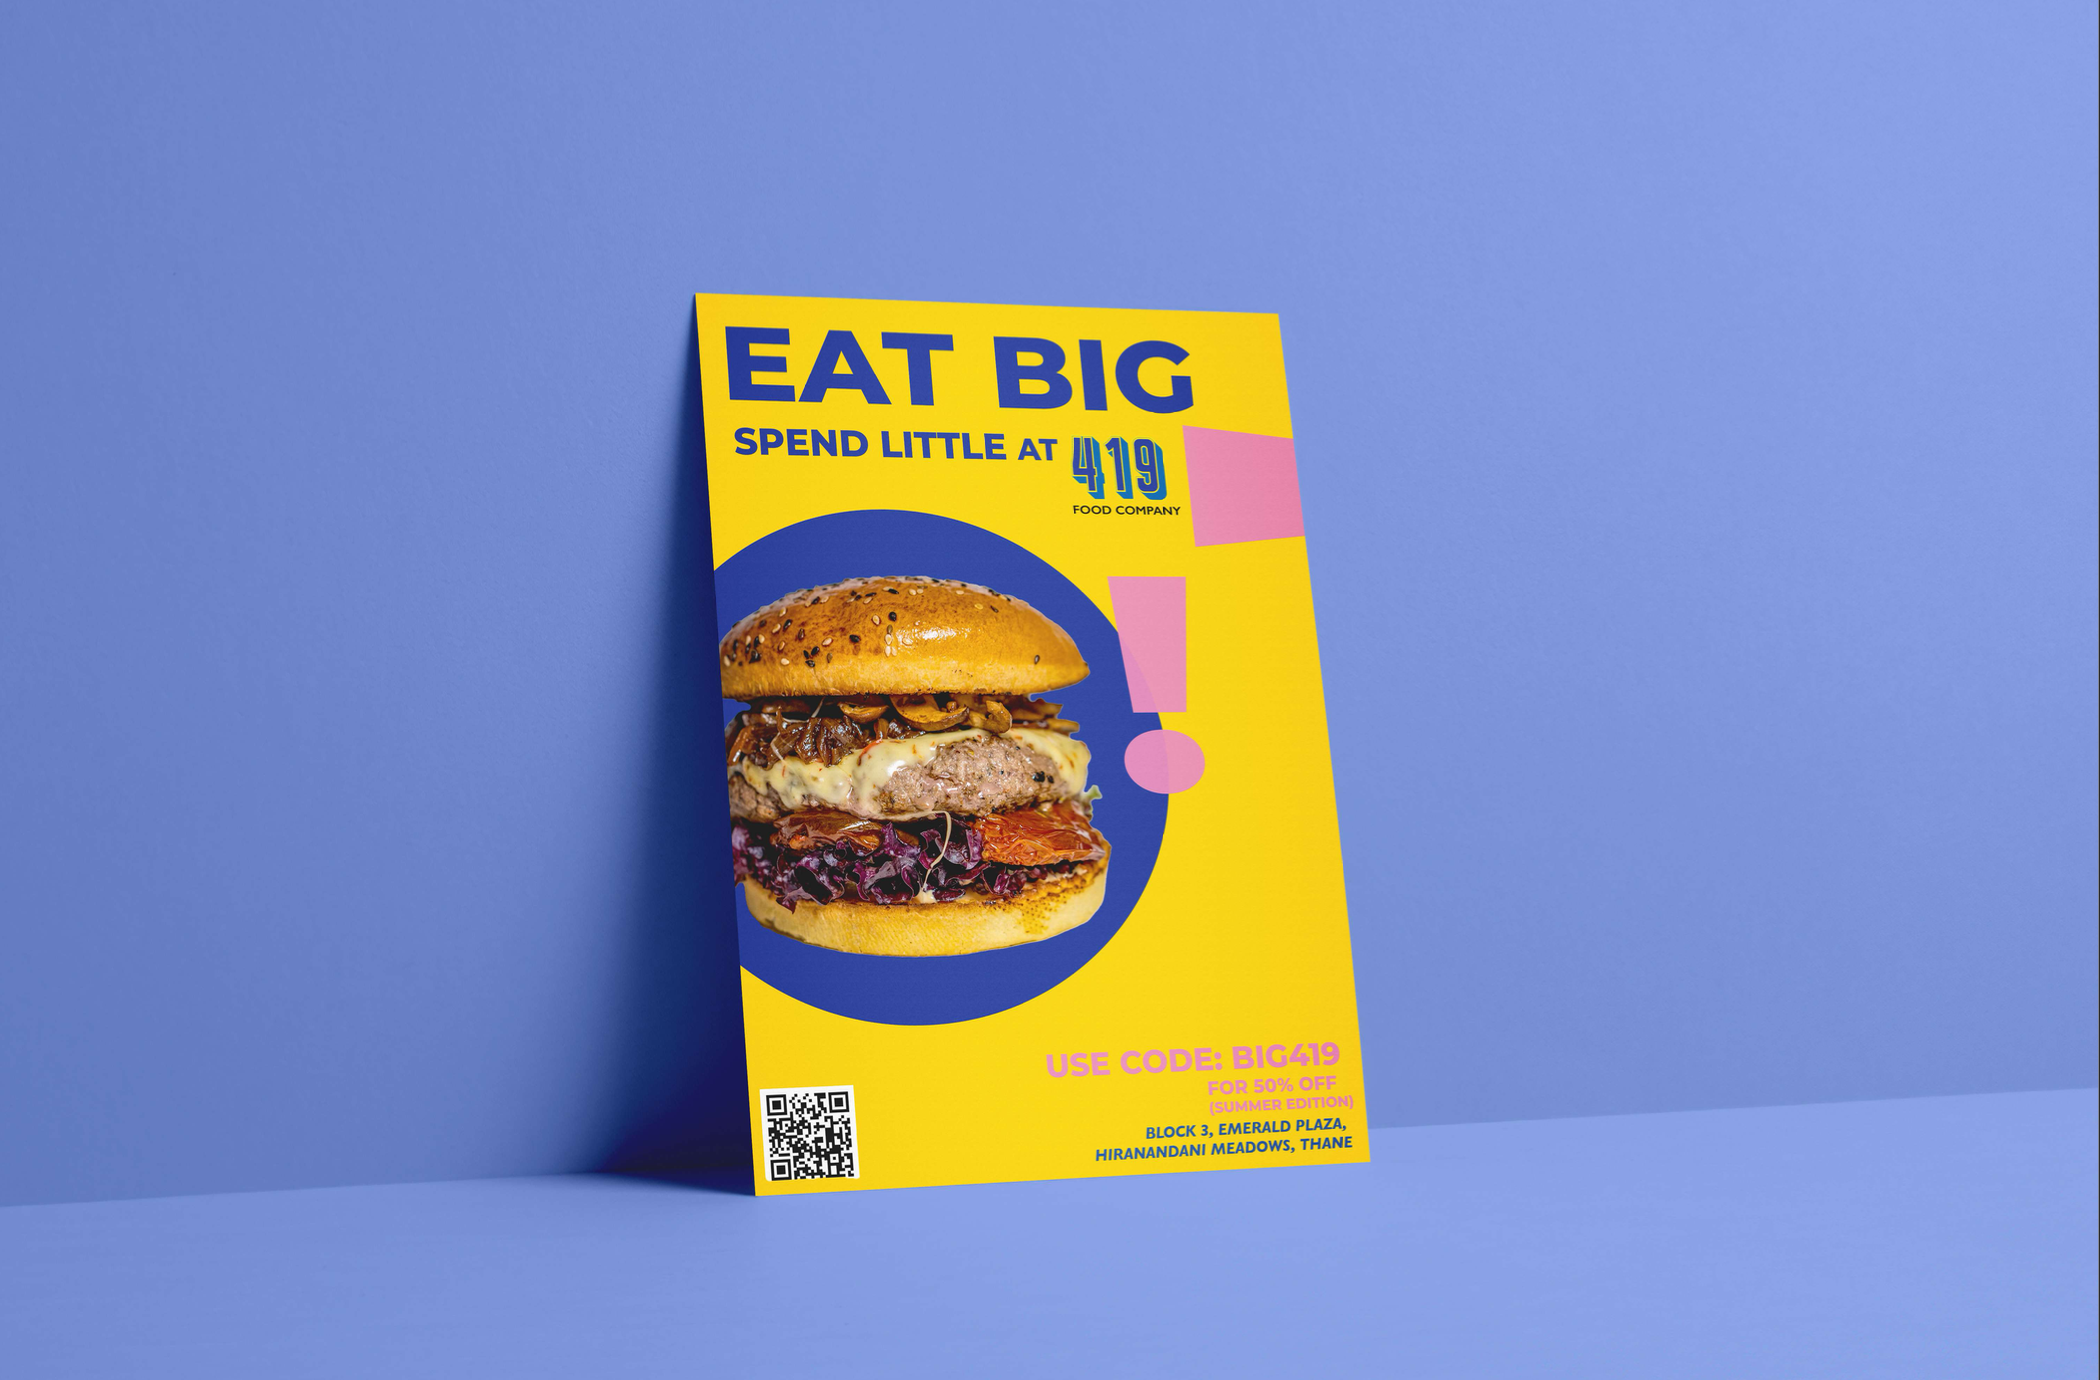 EAT BIG
SPEND LITTLE AT 419
FOOD COMPANY
USE CODE: BIG419
FOR 50% OFF
(SUMMER EDITION)
BLOCK 3, EMERALD PLAZA,
HIRANANDANI MEADOWS, THANE